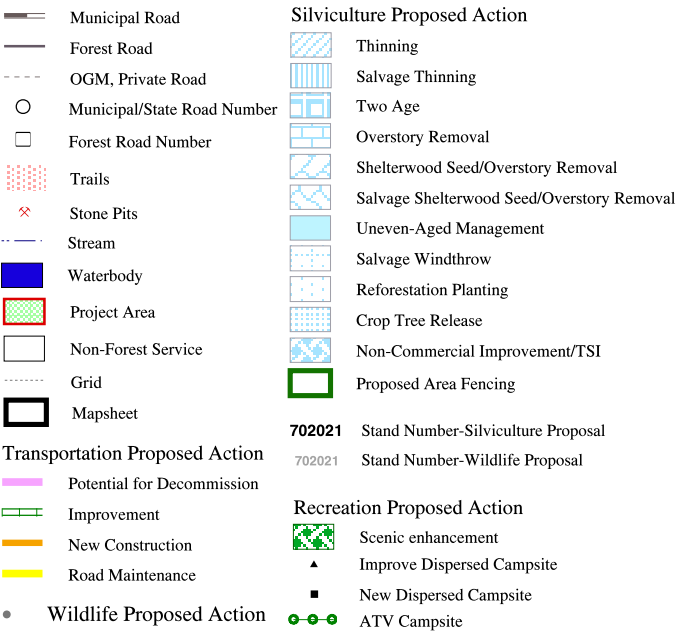 Municipal Road
Forest Road
OGM, Private Road
Municipal/State Road Number
Forest Road Number
Trails
Stone Pits
Stream
Waterbody
Project Area
Non-Forest Service
Grid
Mapsheet
Transportation Proposed Action
Potential for Decommission
Improvement
New Construction
Road Maintenance
Wildlife Proposed Action
Silviculture Proposed Action
Thinning
Salvage Thinning
Two Age
Overstory Removal
Shelterwood Seed/Overstory Removal
Salvage Shelterwood Seed/Overstory Removal
Uneven-Aged Management
Salvage Windthrow
Reforestation Planting
Crop Tree Release
Non-Commercial Improvement/TSI
Proposed Area Fencing
702021 Stand Number-Silviculture Proposal
702021 Stand Number-Wildlife Proposal
Recreation Proposed Action
Scenic enhancement
Improve Dispersed Campsite
New Dispersed Campsite
ATV Campsite